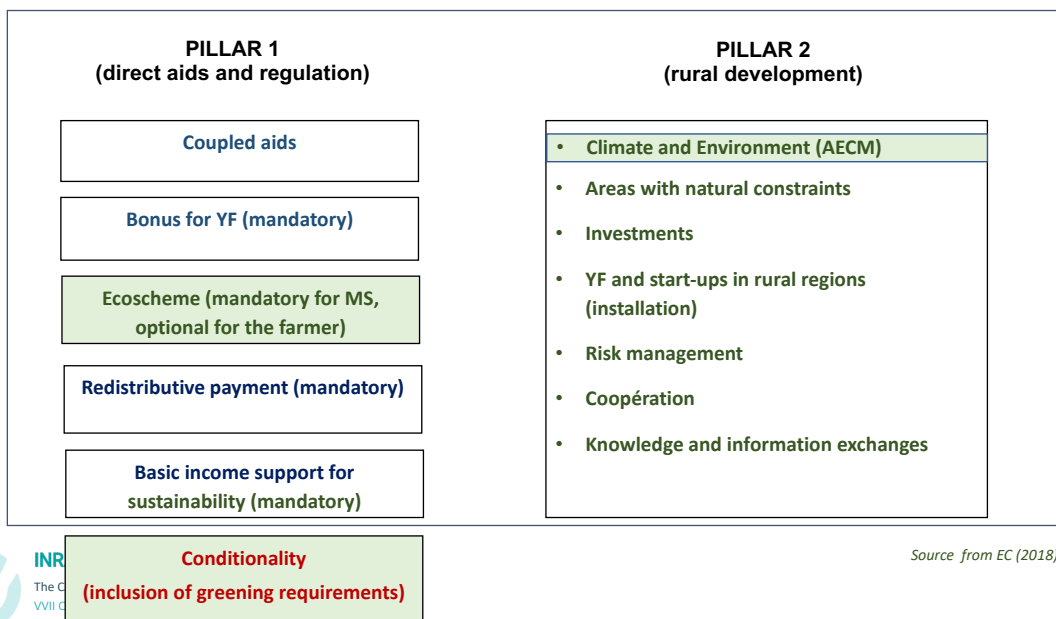 PILLAR 1
(direct aids and regulation)
Coupled aids
Bonus for YF (mandatory)
Ecoscheme (mandatory for MS,
optional for the farmer)
Redistributive payment (mandatory)
Basic income support for
sustainability (mandatory)
Conditionality
(inclusion of greening requirements)
PILLAR 2
(rural development)
• Climate and Environment (AECM)
• Areas with natural constraints
• Investments
• YF and start-ups in rural regions
(installation)
• Risk management
• Coopération
• Knowledge and information exchanges
Source from EC (2018)
INR
The C
VVII C